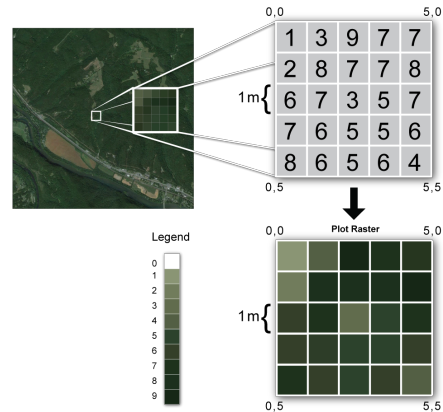 0,0 5,0
1 3 9 7 7
2 8 7 7 8
1m{ 6 7 3 5 7
7 6 5 5 6
8 6 5 6 4
0,5 5,5
0,0 5,0
Plot Raster
1m{
0,5 5,5
Legend
0
1
2
3
4
5
6
7
8
9